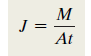 J = M/At